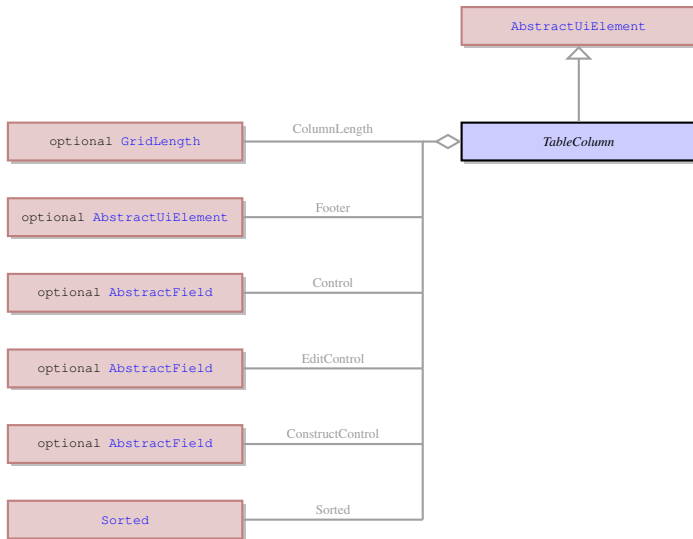 AbstractUiElement
ColumnLength
optional GridLength
TableColumn
Footer
optional AbstractUiElement
Control
optional AbstractField
EditControl
optional AbstractField
ConstructControl
optional AbstractField
Sorted
Sorted